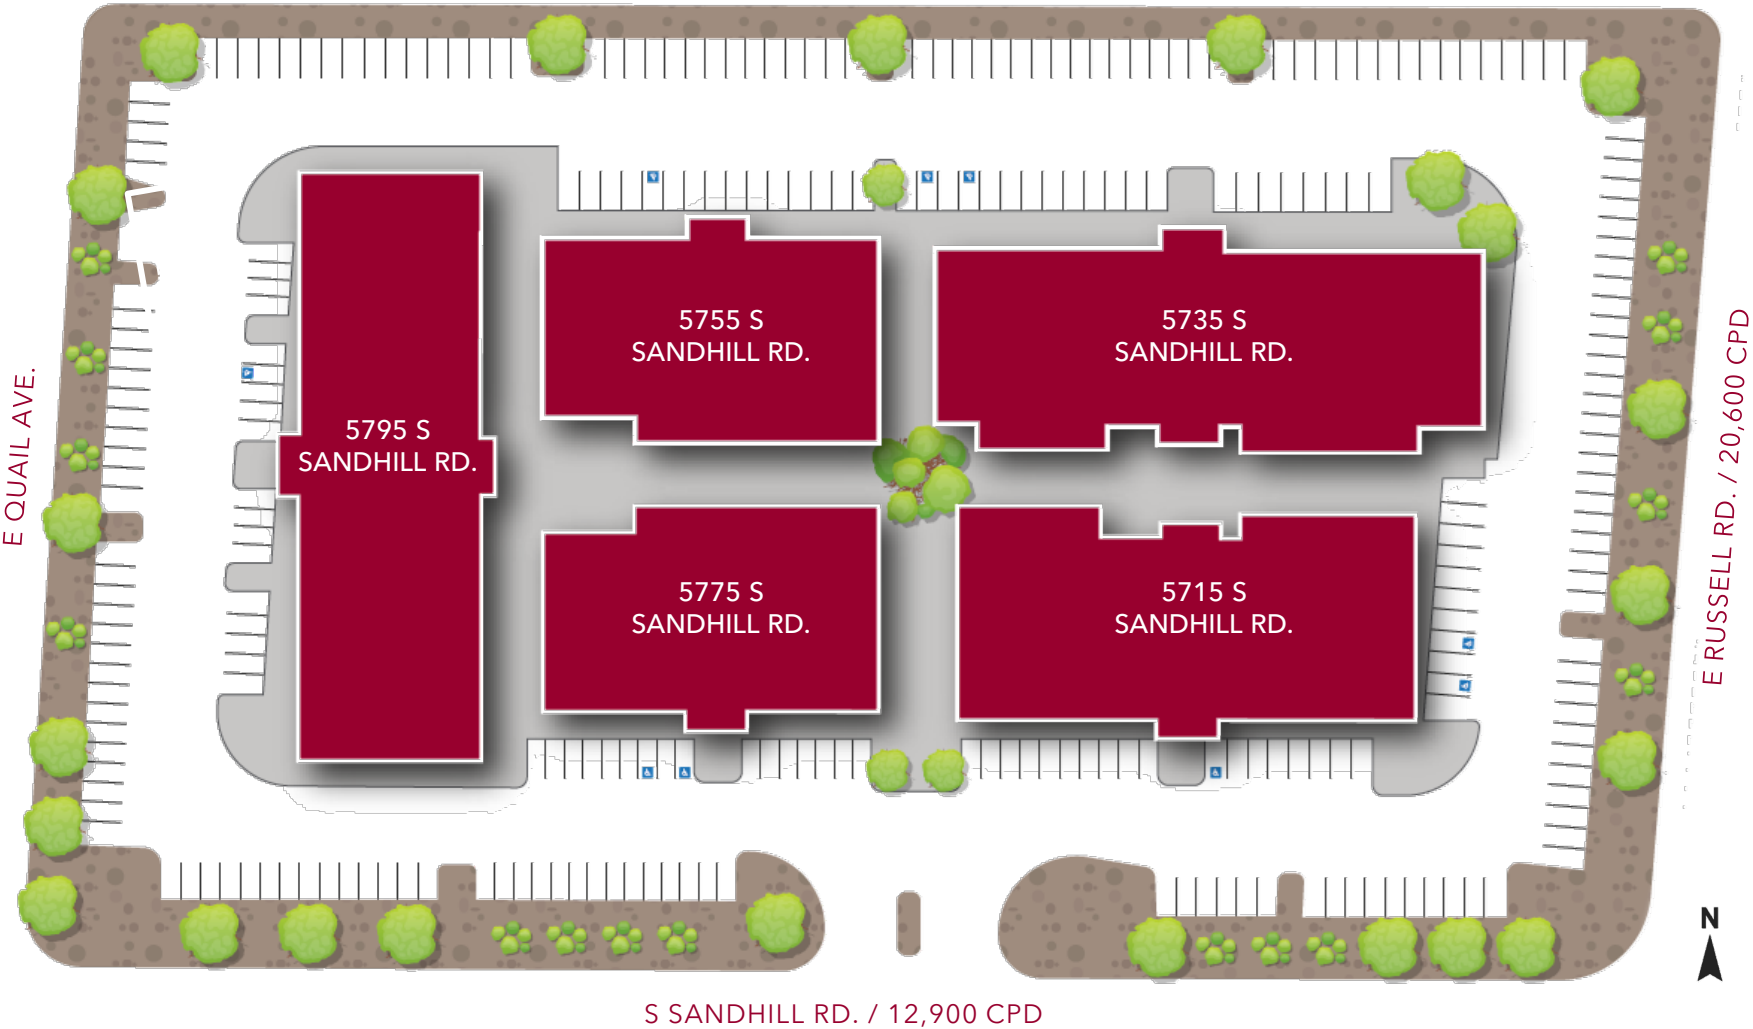 5755 S
SANDHILL RD.
5735 S
SANDHILL RD.
5795 S
SANDHILL RD.
5775 S
SANDHILL RD.
5715 S
SANDHILL RD.
E QUAIL AVE.
E RUSSELL RD. / 20,600 CPD
N
S SANDHILL RD. / 12,900 CPD